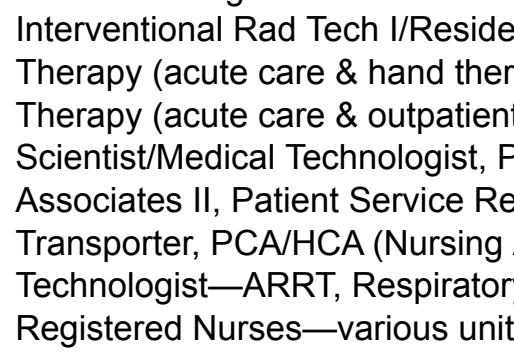 Interventional Rad Tech I/Reside
Therapy (acute care & hand ther
Therapy (acute care & outpatient
Scientist/Medical Technologist, P
Associates II, Patient Service Re
Transporter, PCA/HCA (Nursing
Technologist—ARRT, Respiratory
Registered Nurses—various unit